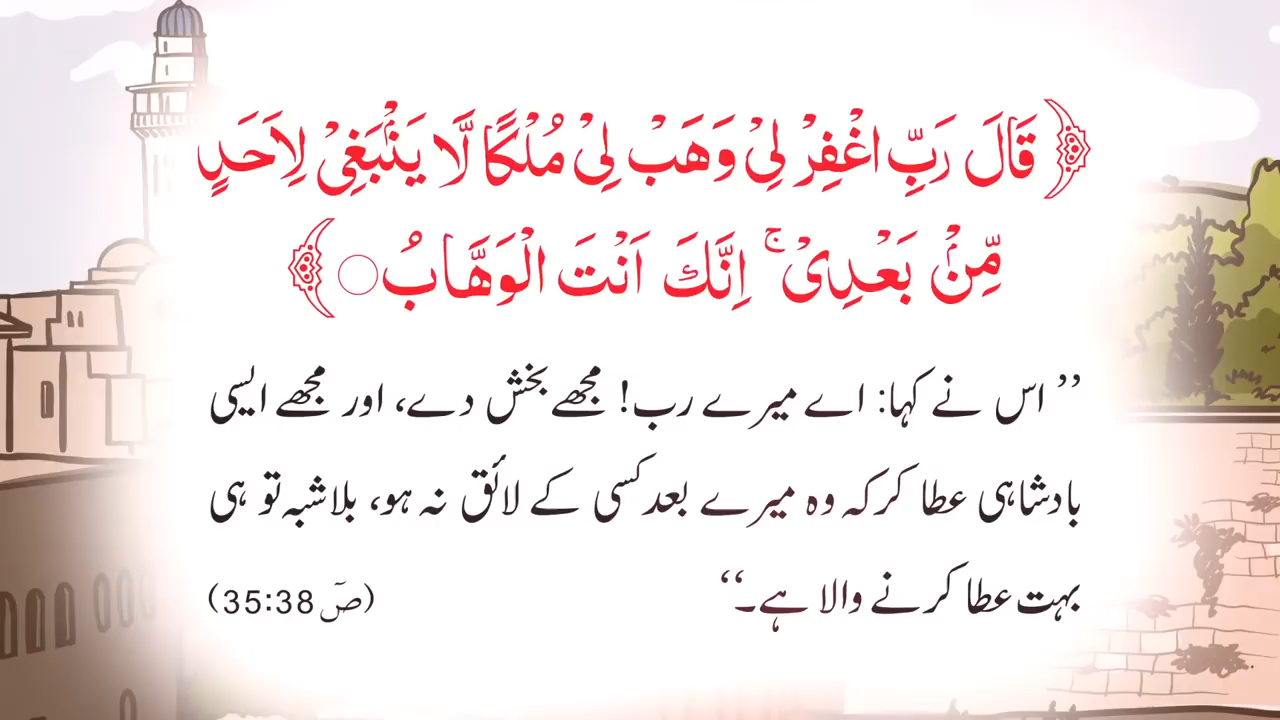 ﴿قَالَ رَبِّ اغْفِرْ لِیْ وَهَبْ لِیْ مُلْكًا لَّا یَنْۢبَغِیْ لِاَحَدٍ
مِّنْۢ بَعْدِیْ ۚ اِنَّكَ اَنْتَ الْوَهَّابُ○﴾
’’ اس نے کہا: اے میرے رب! مجھے بخش دے، اور مجھے ایسی
بادشاہی عطا کر کہ وہ میرے بعد کسی کے لائق نہ ہو، بلاشبہ تو ہی
بہت عطا کرنے والا ہے۔‘‘ (صٓ 35:38)